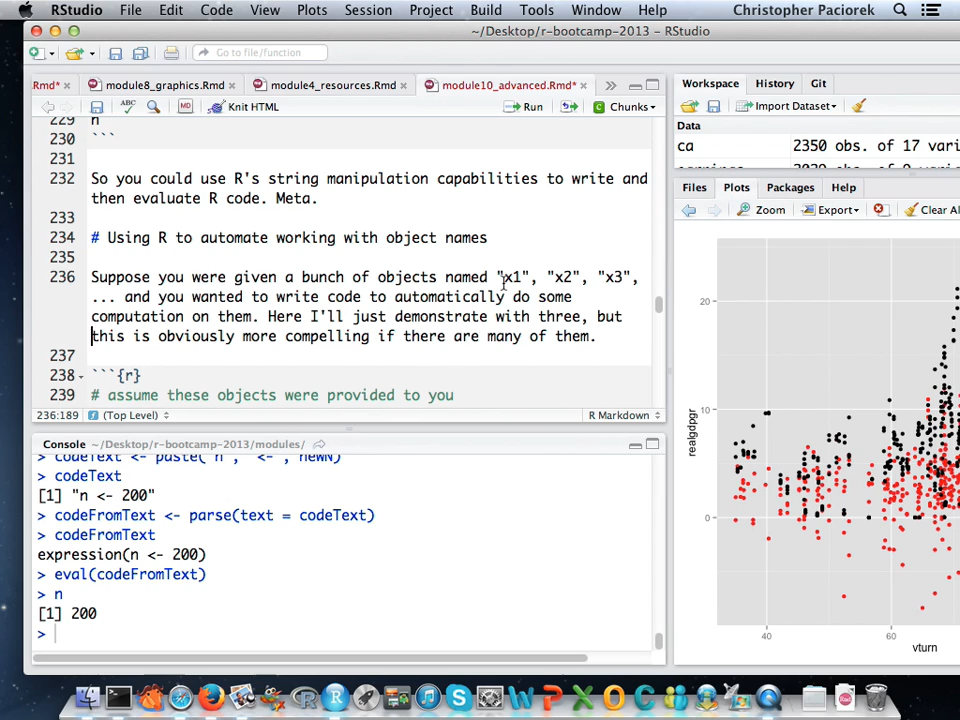 RStudio File Edit Code View Plots Session Project Build Tools Window Help Christopher Paciorek
~/Desktop/r-bootcamp-2013 - RStudio
Go to file/function
.Rmd* module8_graphics.Rmd module4_resources.Rmd module10_advanced.Rmd*
ABC MD Knit HTML Run Chunks
229 n
230 ```
231
232 So you could use R's string manipulation capabilities to write and
then evaluate R code. Meta.
233
234 # Using R to automate working with object names
235
236 Suppose you were given a bunch of objects named "x1", "x2", "x3",
... and you wanted to write code to automatically do some
computation on them. Here I'll just demonstrate with three, but
this is obviously more compelling if there are many of them.
237
238 ```{r}
239 # assume these objects were provided to you
236:189 (Top Level) R Markdown
Console ~/Desktop/r-bootcamp-2013/modules/
> codeText <- paste("n", "<-", newN)
> codeText
[1] "n <- 200"
> codeFromText <- parse(text = codeText)
> codeFromText
expression(n <- 200)
> eval(codeFromText)
> n
[1] 200
>
Workspace History Git
Import Dataset
Data
ca 2350 obs. of 17 vari
Files Plots Packages Help
Zoom Export Clear Al
realgdpgr
20
10
0
40 60
vturn